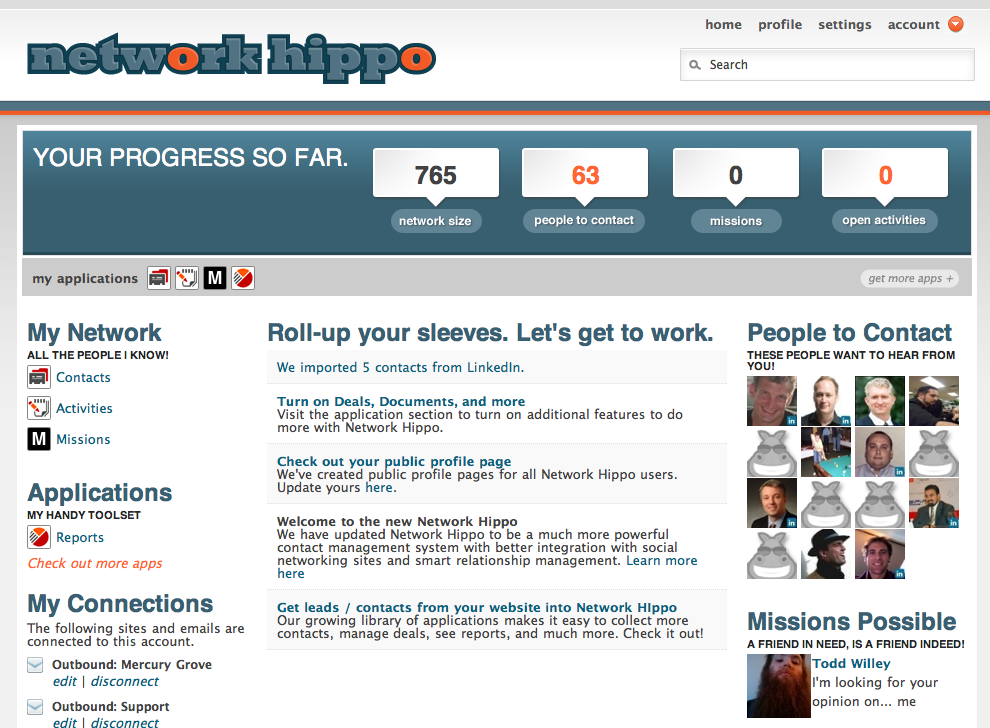 home profile settings account
network hippo
Search
YOUR PROGRESS SO FAR.
765
63
0
0
network size
people to contact
missions
open activities
my applications
M
get more apps +
My Network
ALL THE PEOPLE I KNOW!
Contacts
Activities
M Missions
Applications
MY HANDY TOOLSET
Reports
Check out more apps
My Connections
The following sites and emails are
connected to this account.
Outbound: Mercury Grove
edit | disconnect
Outbound: Support
edit | disconnect
Roll-up your sleeves. Let's get to work.
We imported 5 contacts from LinkedIn.
Turn on Deals, Documents, and more
Visit the application section to turn on additional features to do
more with Network Hippo.
Check out your public profile page
We've created public profile pages for all Network Hippo users.
Update yours here.
Welcome to the new Network Hippo
We have updated Network Hippo to be a much more powerful
contact management system with better integration with social
networking sites and smart relationship management. Learn more
here
Get leads / contacts from your website into Network HIppo
Our growing library of applications makes it easy to collect more
contacts, manage deals, see reports, and much more. Check it out!
People to Contact
THESE PEOPLE WANT TO HEAR FROM
YOU!
in
in
in
in
in
in
in
Missions Possible
A FRIEND IN NEED, IS A FRIEND INDEED!
Todd Willey
I'm looking for your
opinion on... me